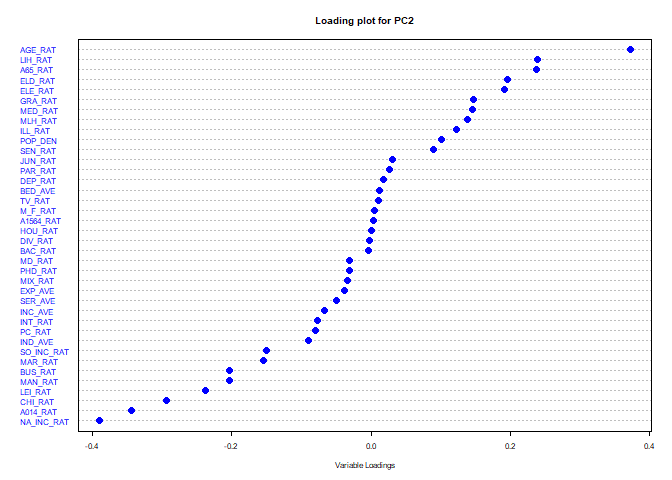 Loading plot for PC2
AGE_RAT
LIH_RAT
A65_RAT
ELD_RAT
ELE_RAT
GRA_RAT
MED_RAT
MLH_RAT
ILL_RAT
POP_DEN
SEN_RAT
JUN_RAT
PAR_RAT
DEP_RAT
BED_AVE
TV_RAT
M_F_RAT
A1564_RAT
HOU_RAT
DIV_RAT
BAC_RAT
MD_RAT
PHD_RAT
MIX_RAT
EXP_AVE
SER_AVE
INC_AVE
INT_RAT
PC_RAT
IND_AVE
SO_INC_RAT
MAR_RAT
BUS_RAT
MAN_RAT
LEI_RAT
CHI_RAT
A014_RAT
NA_INC_RAT
-0.4 -0.2 0.0 0.2 0.4
Variable Loadings